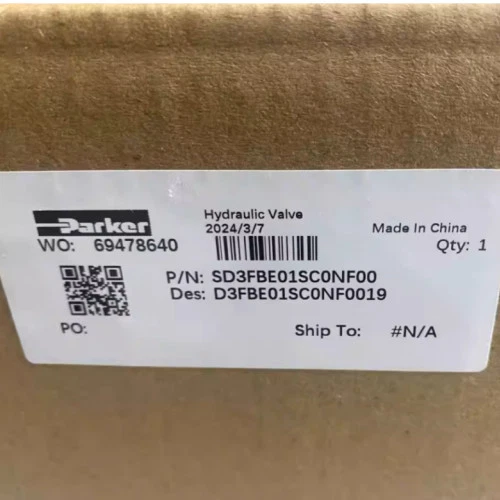 Parker
Hydraulic Valve
2024/3/7
Made In China
WO: 69478640
Qty: 1
P/N: SD3FBE01SC0NF00
Des: D3FBE01SC0NF0019
PO:
Ship To: #N/A